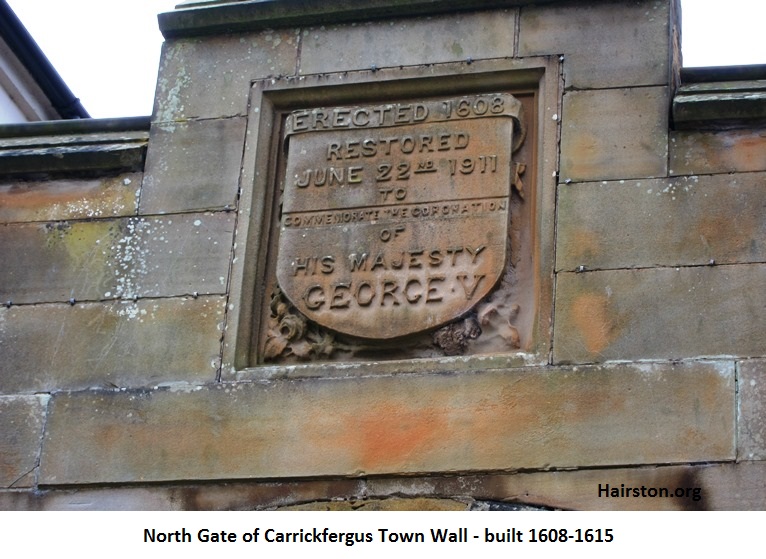 ERECTED 1608
RESTORED
JUNE 22ND 1911
TO
COMMEMORATE THE CORONATION
OF
HIS MAJESTY
GEORGE·V
Hairston.org
North Gate of Carrickfergus Town Wall - built 1608-1615